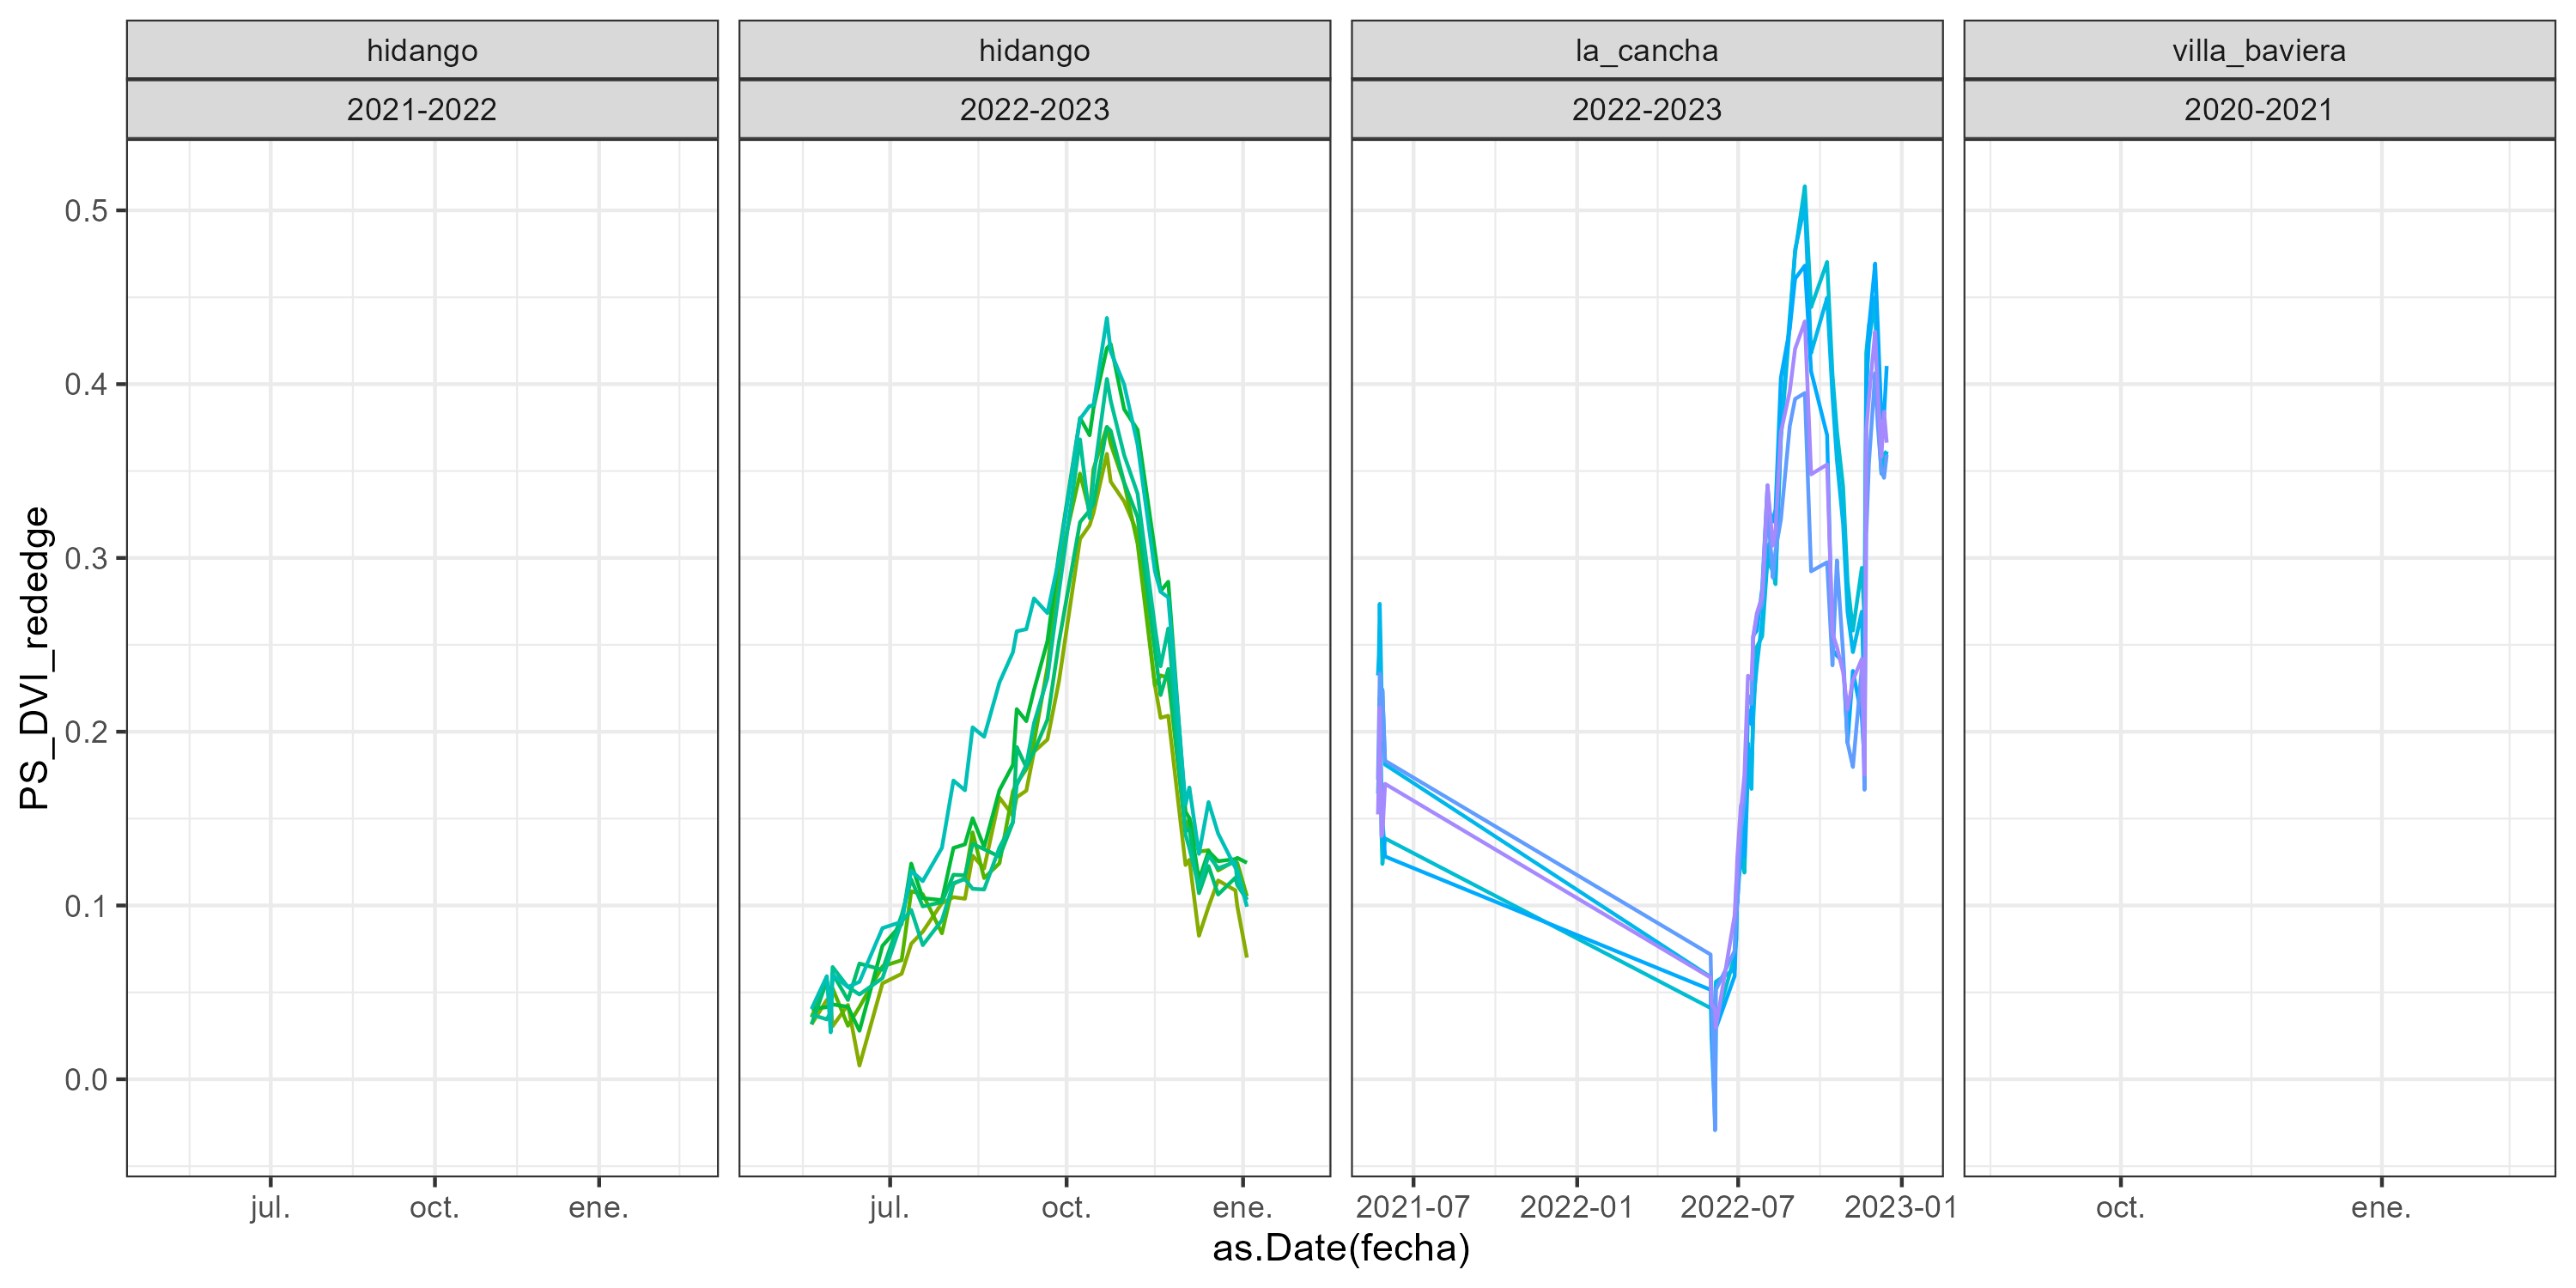 hidango
hidango
la_cancha
villa_baviera
2021-2022
2022-2023
2022-2023
2020-2021
PS_DVI_rededge
0.5
0.4
0.3
0.2
0.1
0.0
jul. oct. ene.
jul. oct. ene.
2021-07 2022-01 2022-07 2023-01
oct. ene.
as.Date(fecha)